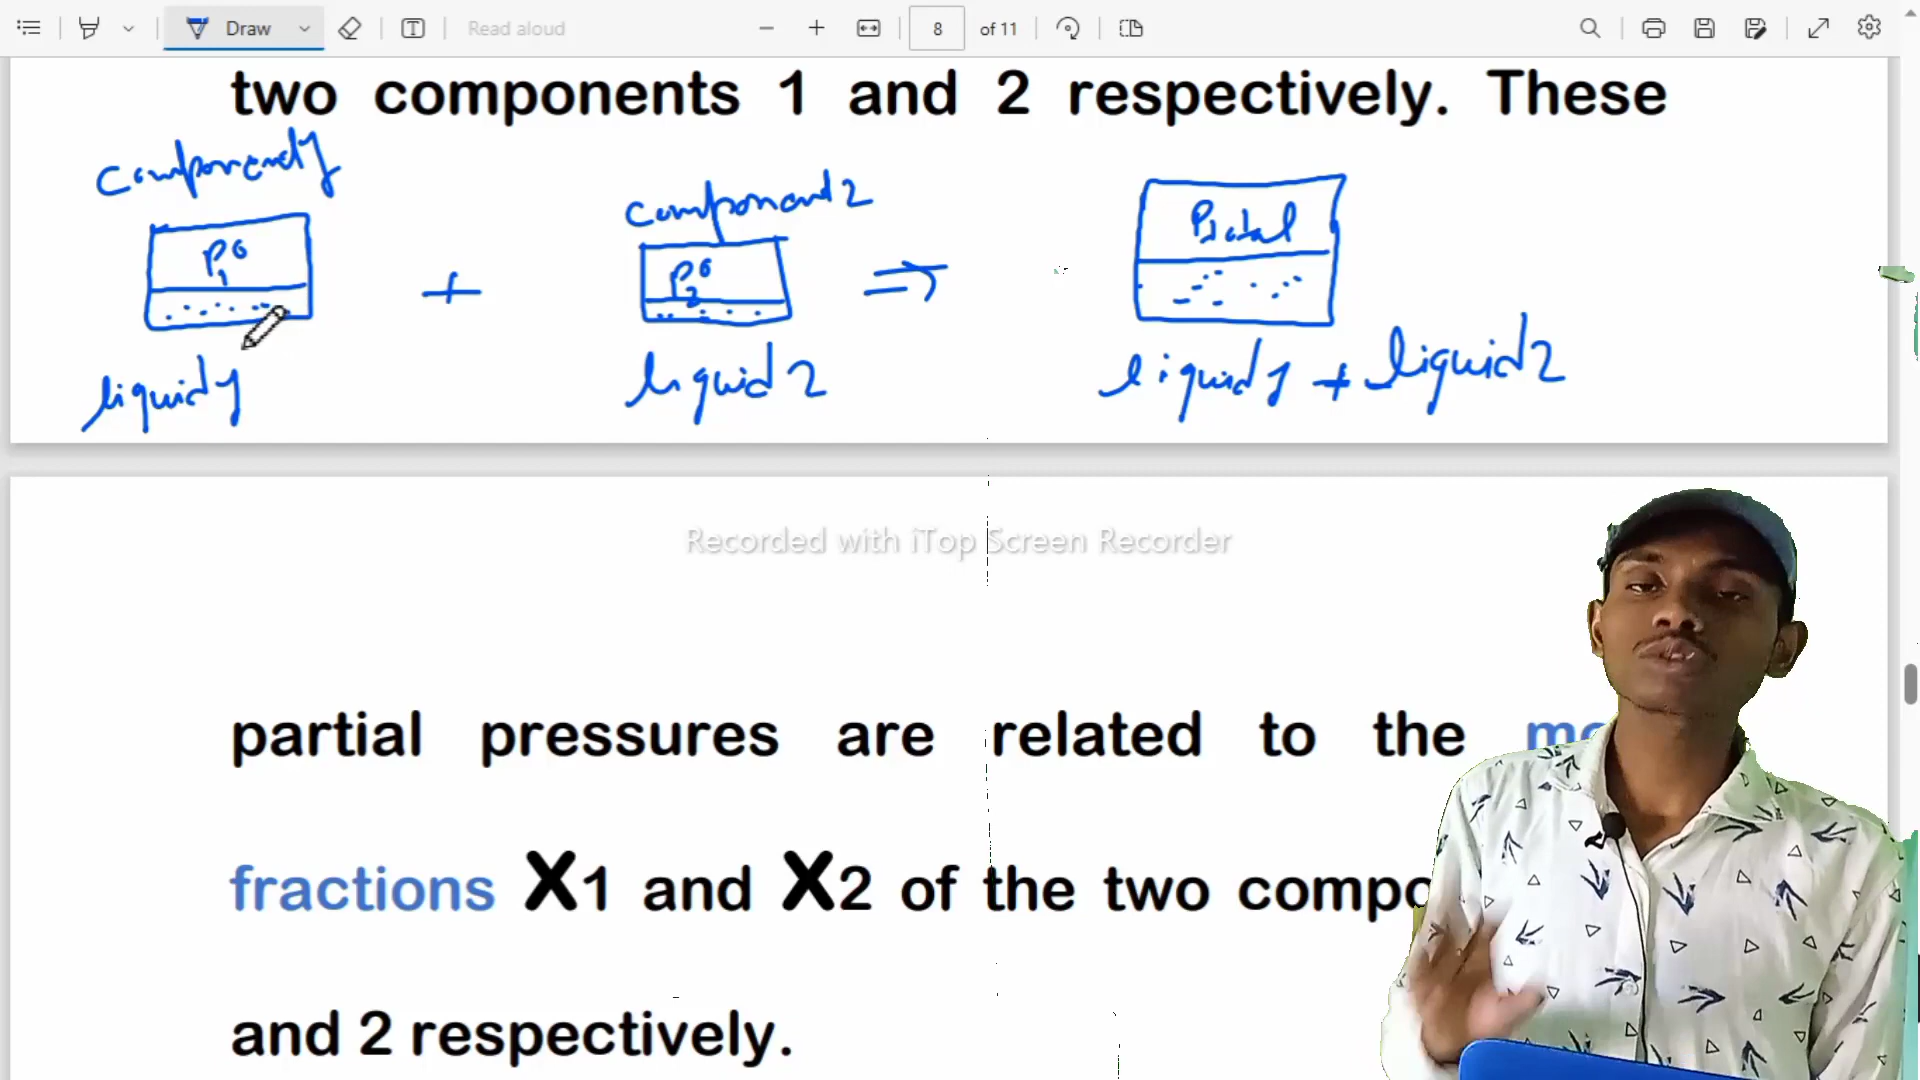 Draw
Read aloud
8 of 11
two components 1 and 2 respectively. These
component 1
component 2
P1°
P2°
Ptotal
+
⇒
liquid 1
liquid 2
liquid 1 + liquid 2
Recorded with iTop Screen Recorder
partial pressures are related to the
fractions X1 and X2 of the two
and 2 respectively.